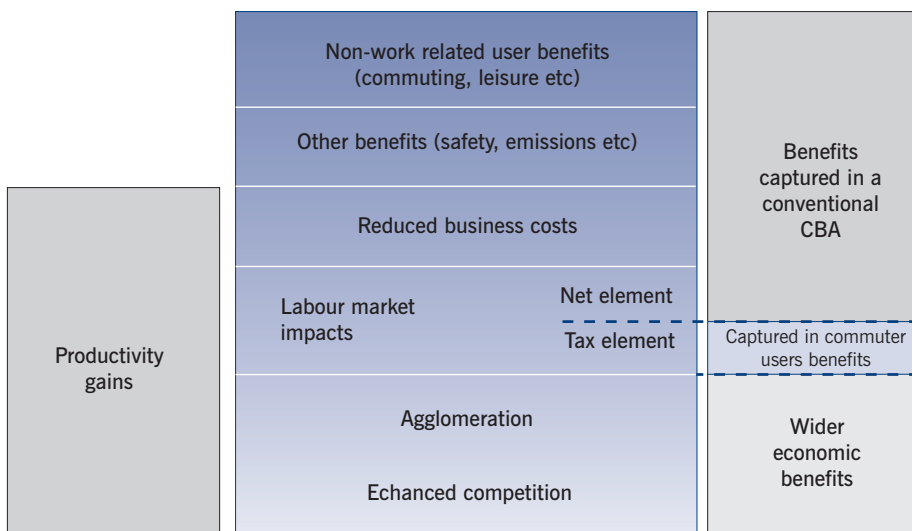 Non-work related user benefits
(commuting, leisure etc)
Other benefits (safety, emissions etc)
Reduced business costs
Labour market
impacts
Net element
Tax element
Agglomeration
Echanced competition
Productivity
gains
Benefits
captured in a
conventional
CBA
Captured in commuter
users benefits
Wider
economic
benefits